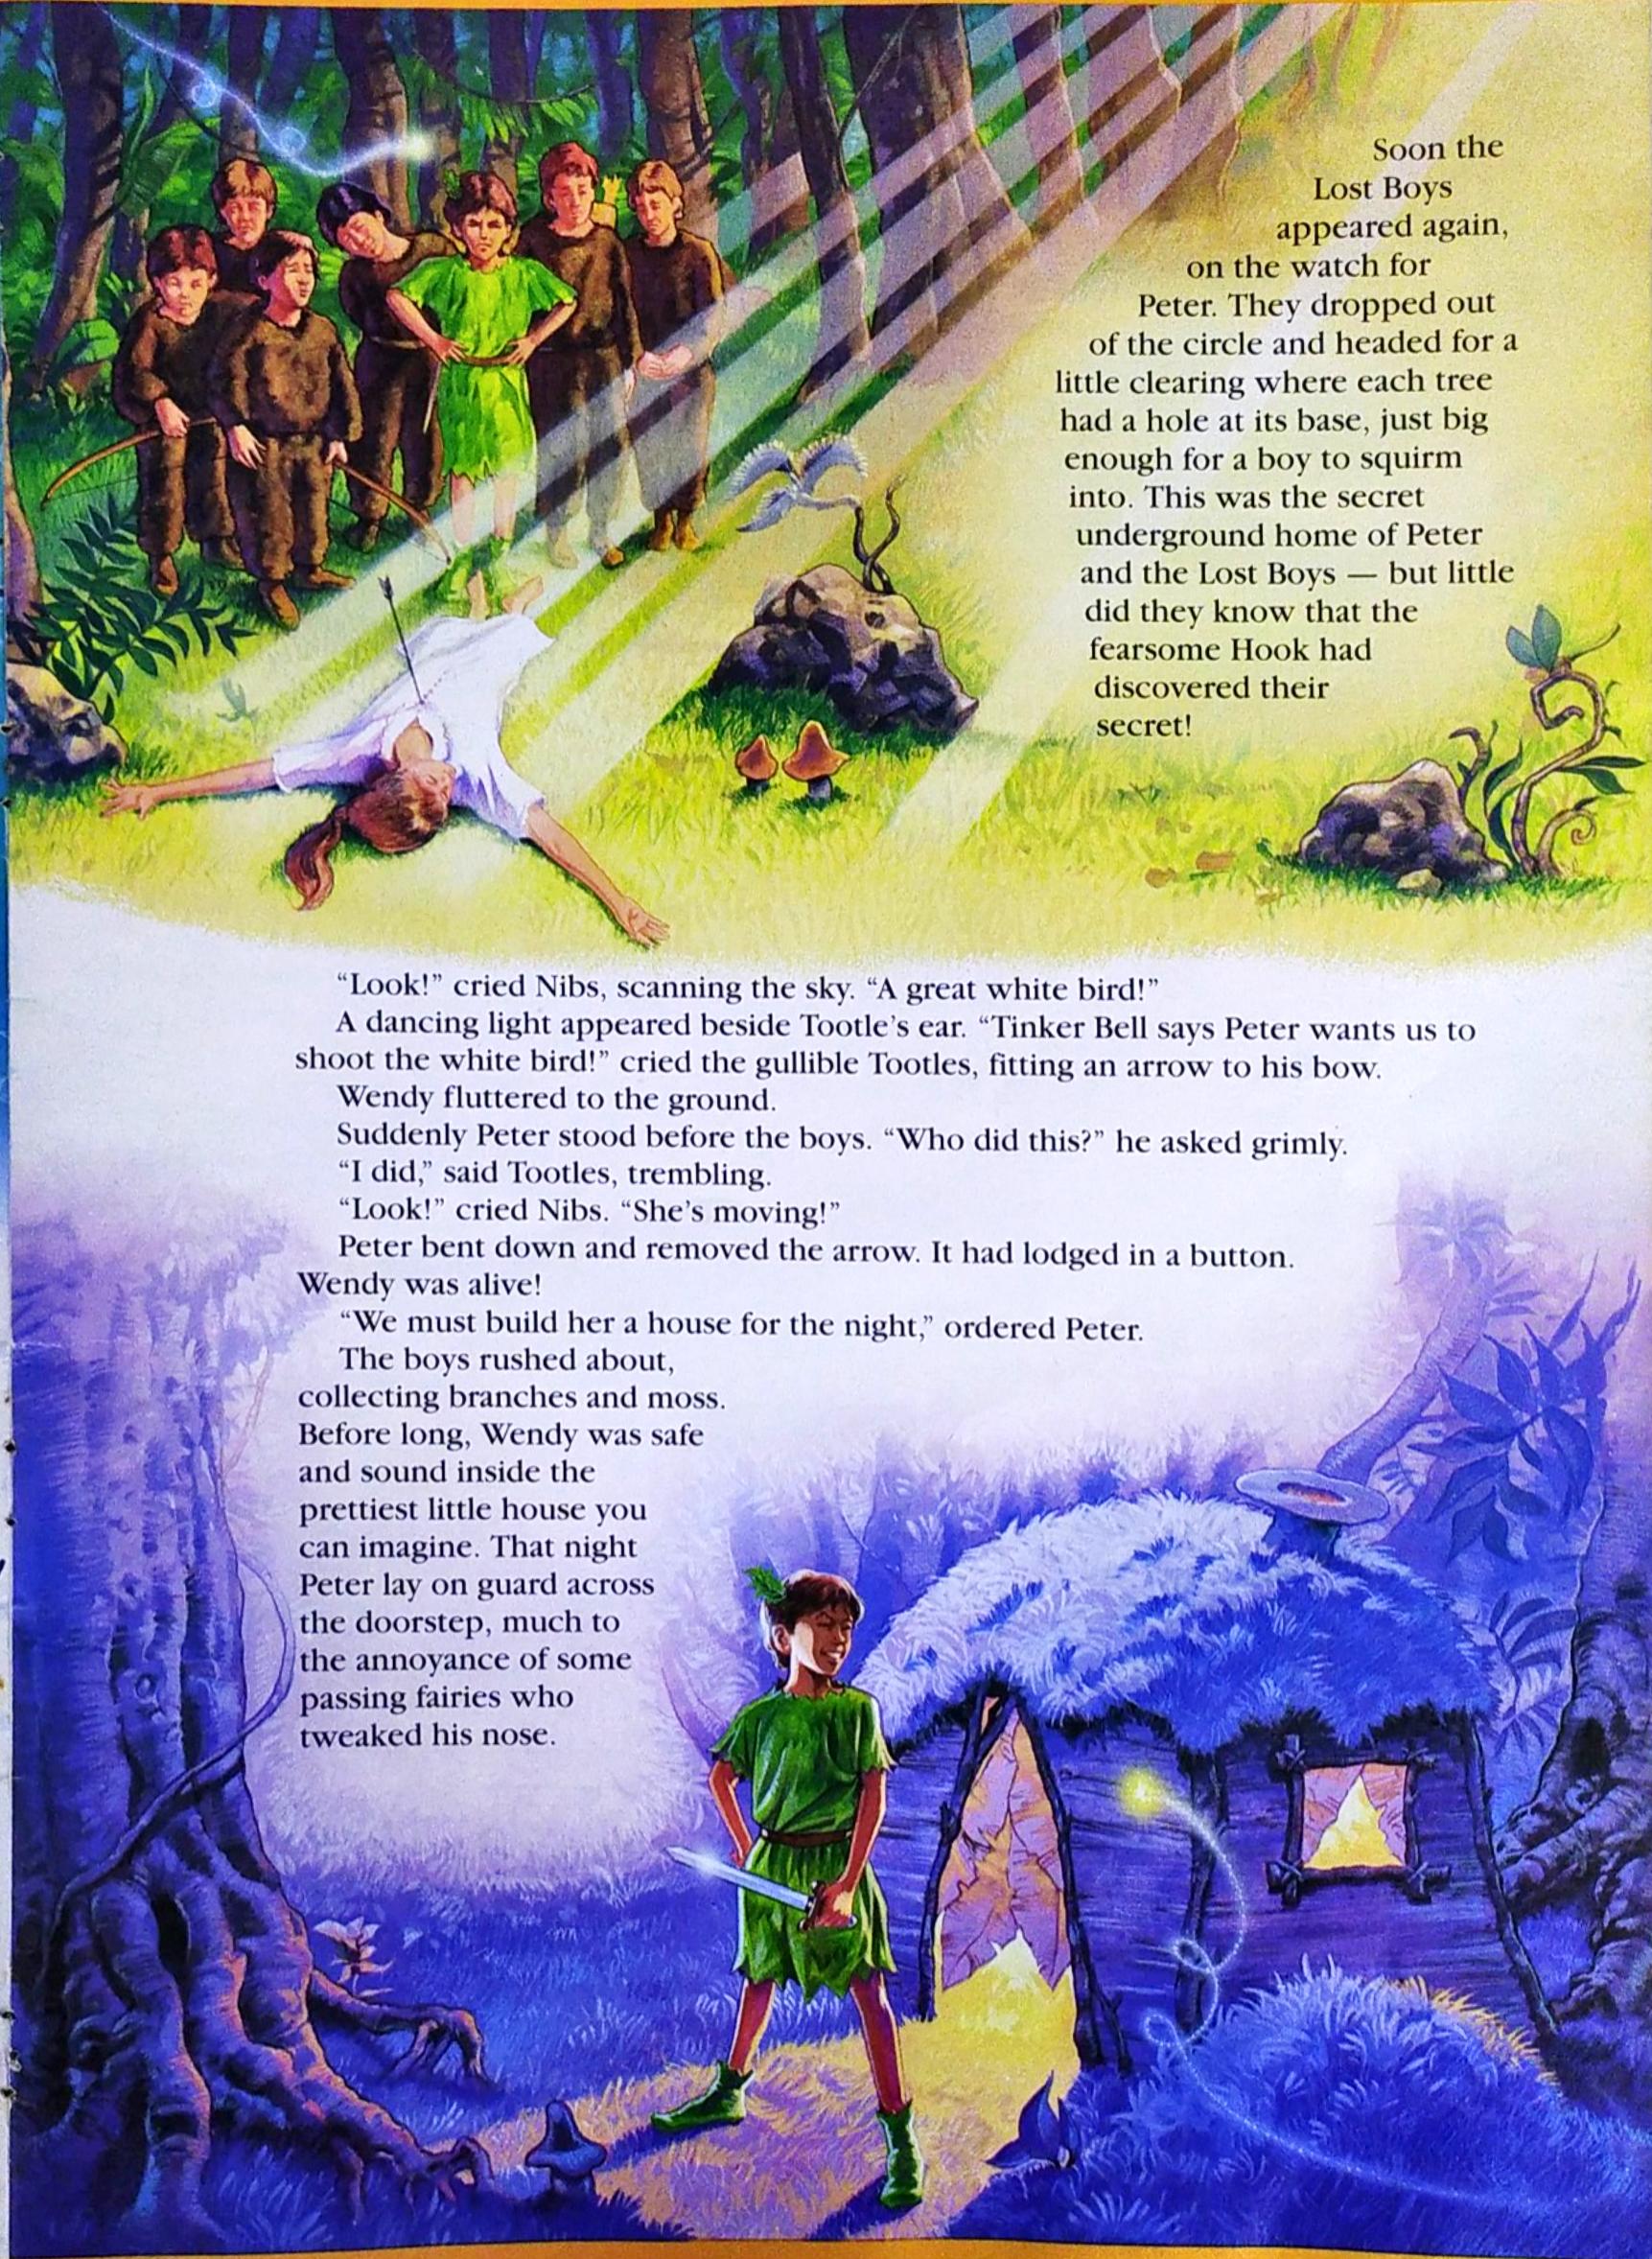 Soon the
Lost Boys
appeared again,
on the watch for
Peter. They dropped out
of the circle and headed for a
little clearing where each tree
had a hole at its base, just big
enough for a boy to squirm
into. This was the secret
underground home of Peter
and the Lost Boys — but little
did they know that the
fearsome Hook had
discovered their
secret!
“Look!” cried Nibs, scanning the sky. “A great white bird!”
A dancing light appeared beside Tootle’s ear. “Tinker Bell says Peter wants us to
shoot the white bird!” cried the gullible Tootles, fitting an arrow to his bow.
Wendy fluttered to the ground.
Suddenly Peter stood before the boys. “Who did this?” he asked grimly.
“I did,” said Tootles, trembling.
“Look!” cried Nibs. “She’s moving!”
Peter bent down and removed the arrow. It had lodged in a button.
Wendy was alive!
“We must build her a house for the night,” ordered Peter.
The boys rushed about,
collecting branches and moss.
Before long, Wendy was safe
and sound inside the
prettiest little house you
can imagine. That night
Peter lay on guard across
the doorstep, much to
the annoyance of some
passing fairies who
tweaked his nose.